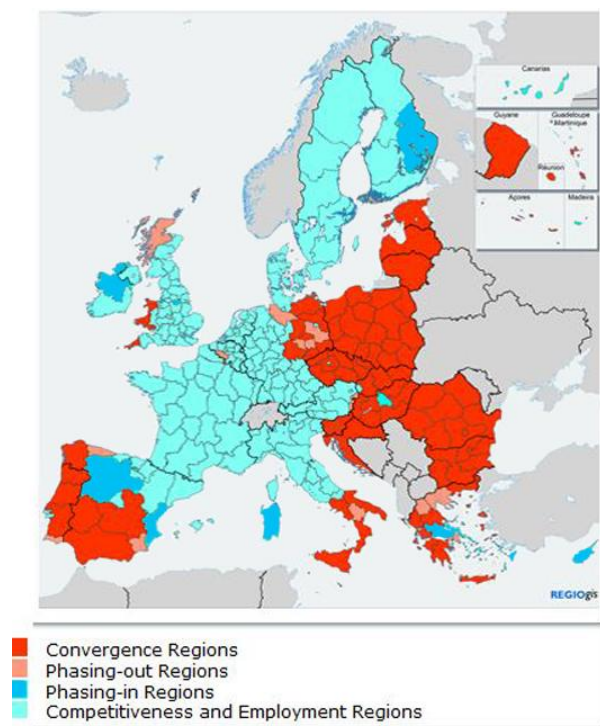 Canarias
Guyane
Guadeloupe
Martinique
Réunion
Açores
Madeira
REGIOgis
Convergence Regions
Phasing-out Regions
Phasing-in Regions
Competitiveness and Employment Regions